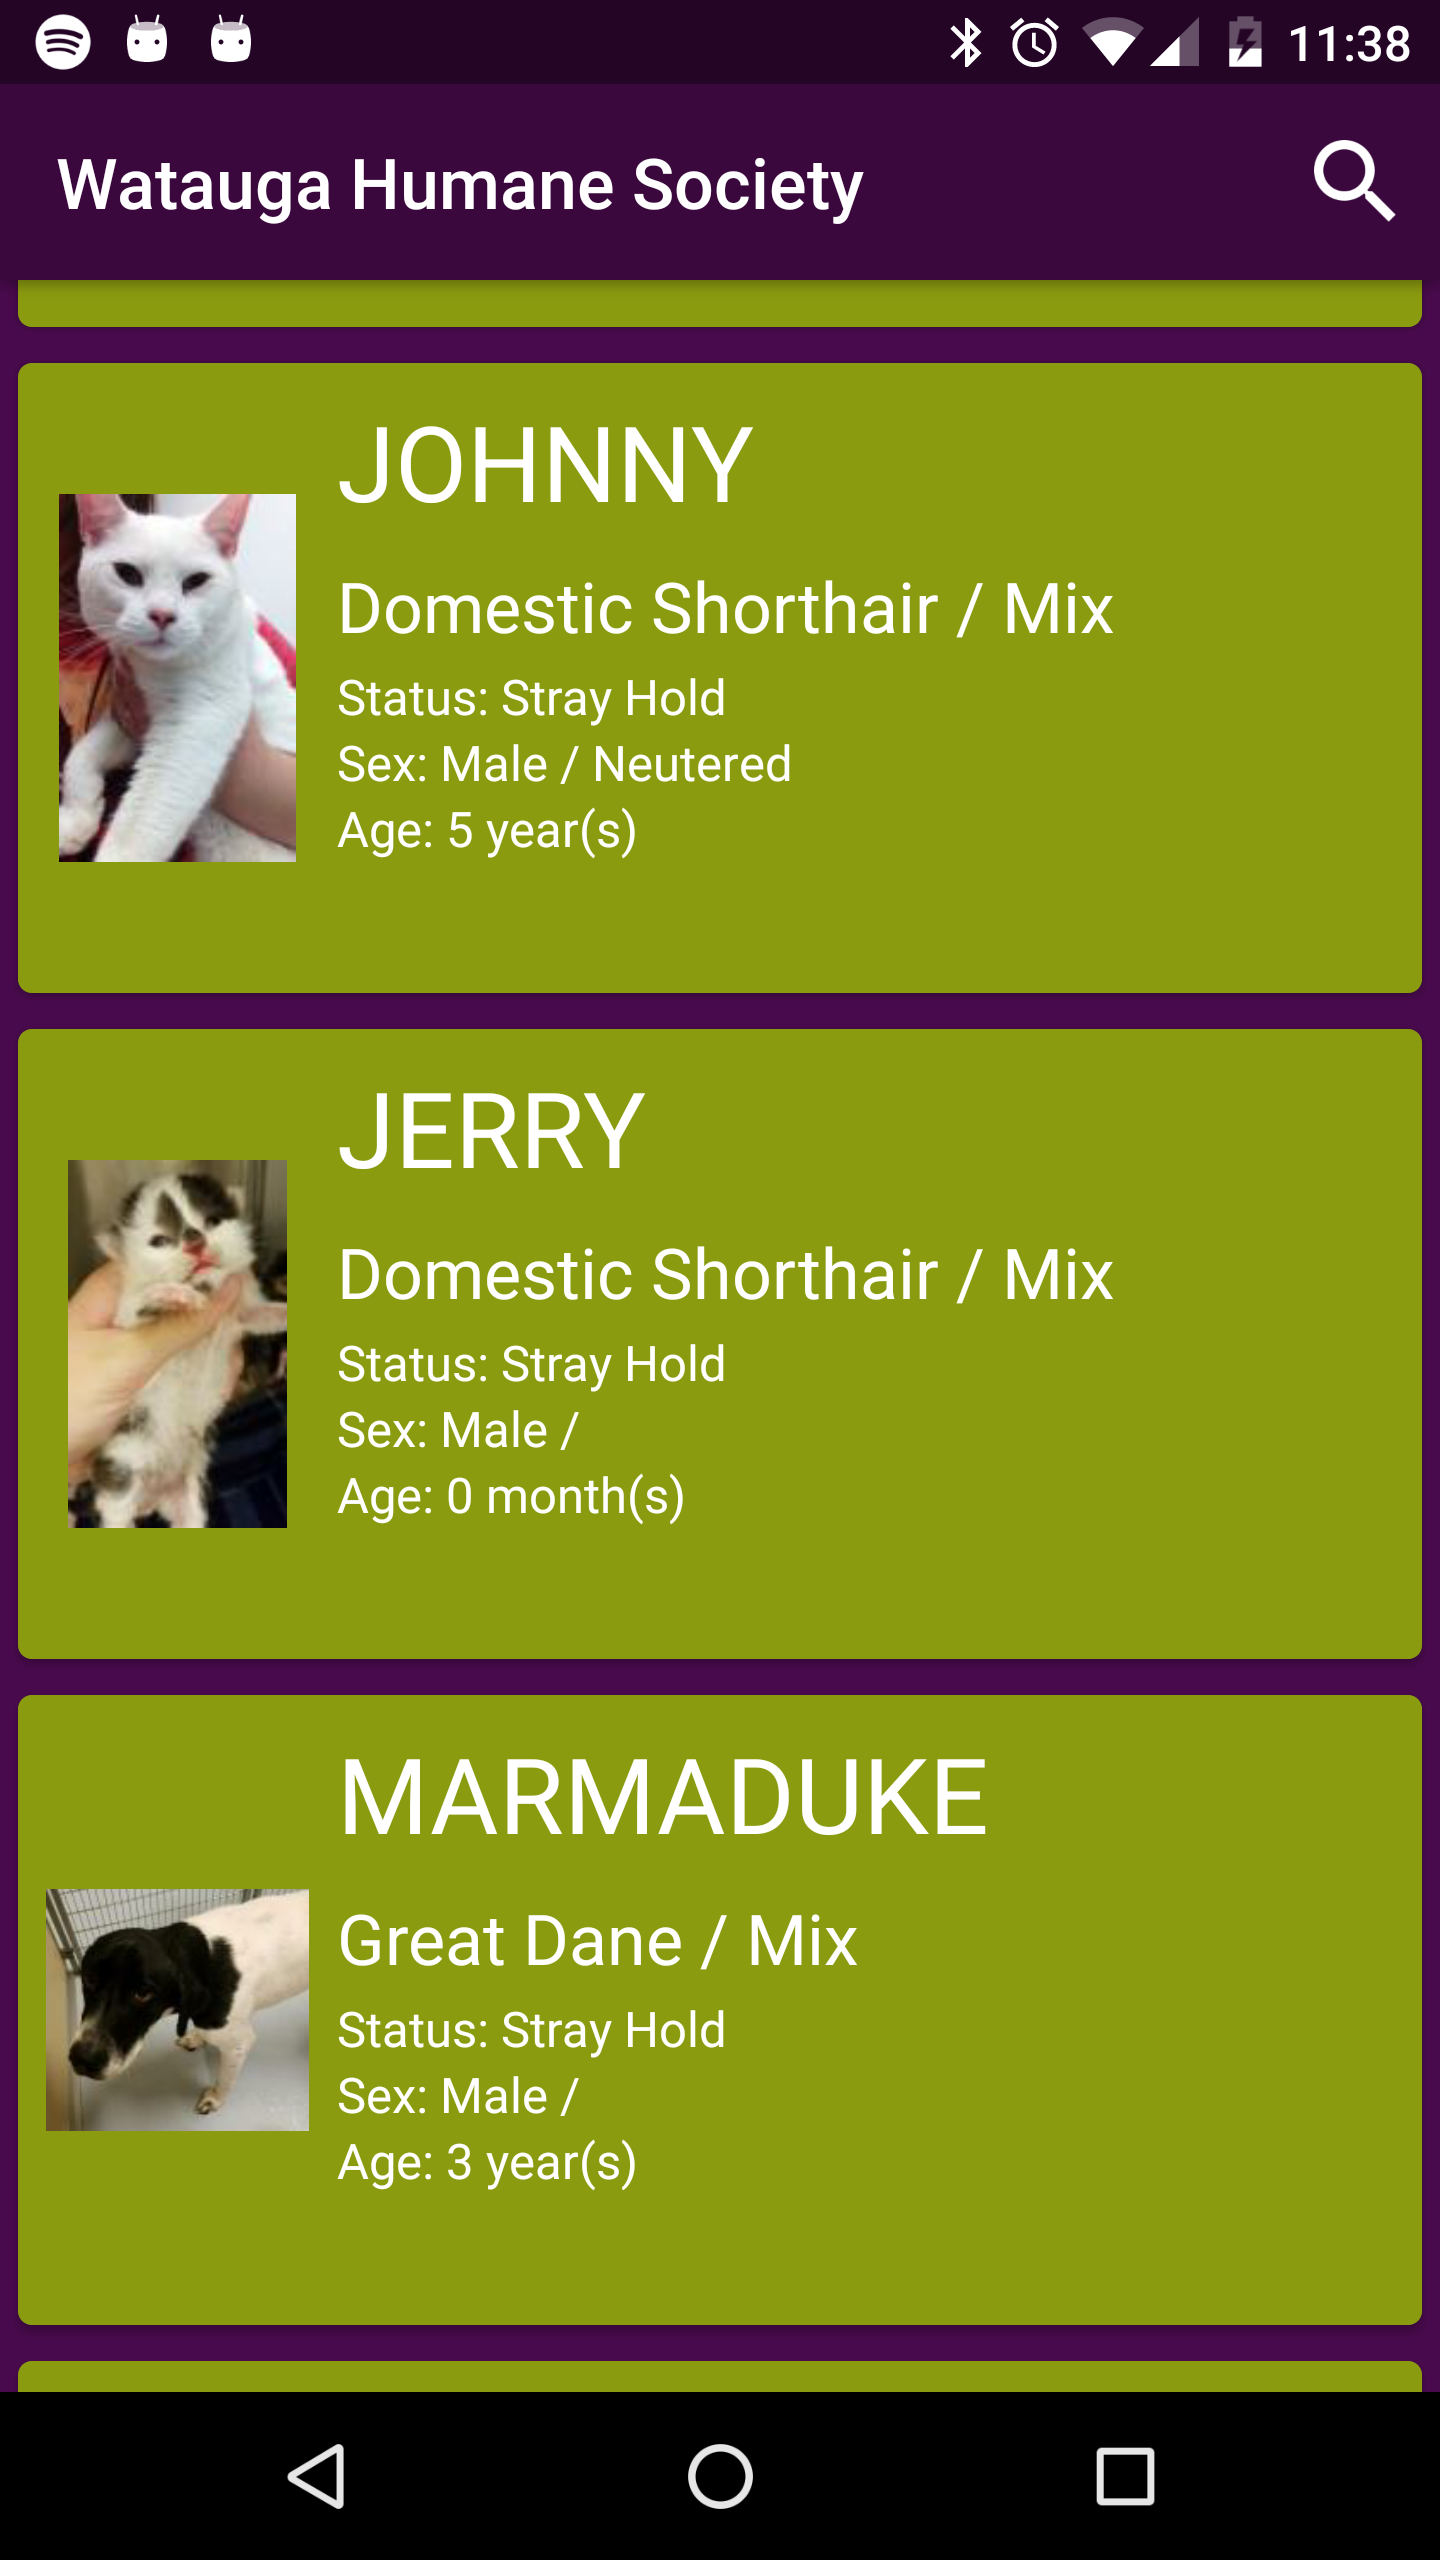 11:38
Watauga Humane Society
JOHNNY
Domestic Shorthair / Mix
Status: Stray Hold
Sex: Male / Neutered
Age: 5 year(s)
JERRY
Domestic Shorthair / Mix
Status: Stray Hold
Sex: Male /
Age: 0 month(s)
MARMADUKE
Great Dane / Mix
Status: Stray Hold
Sex: Male /
Age: 3 year(s)